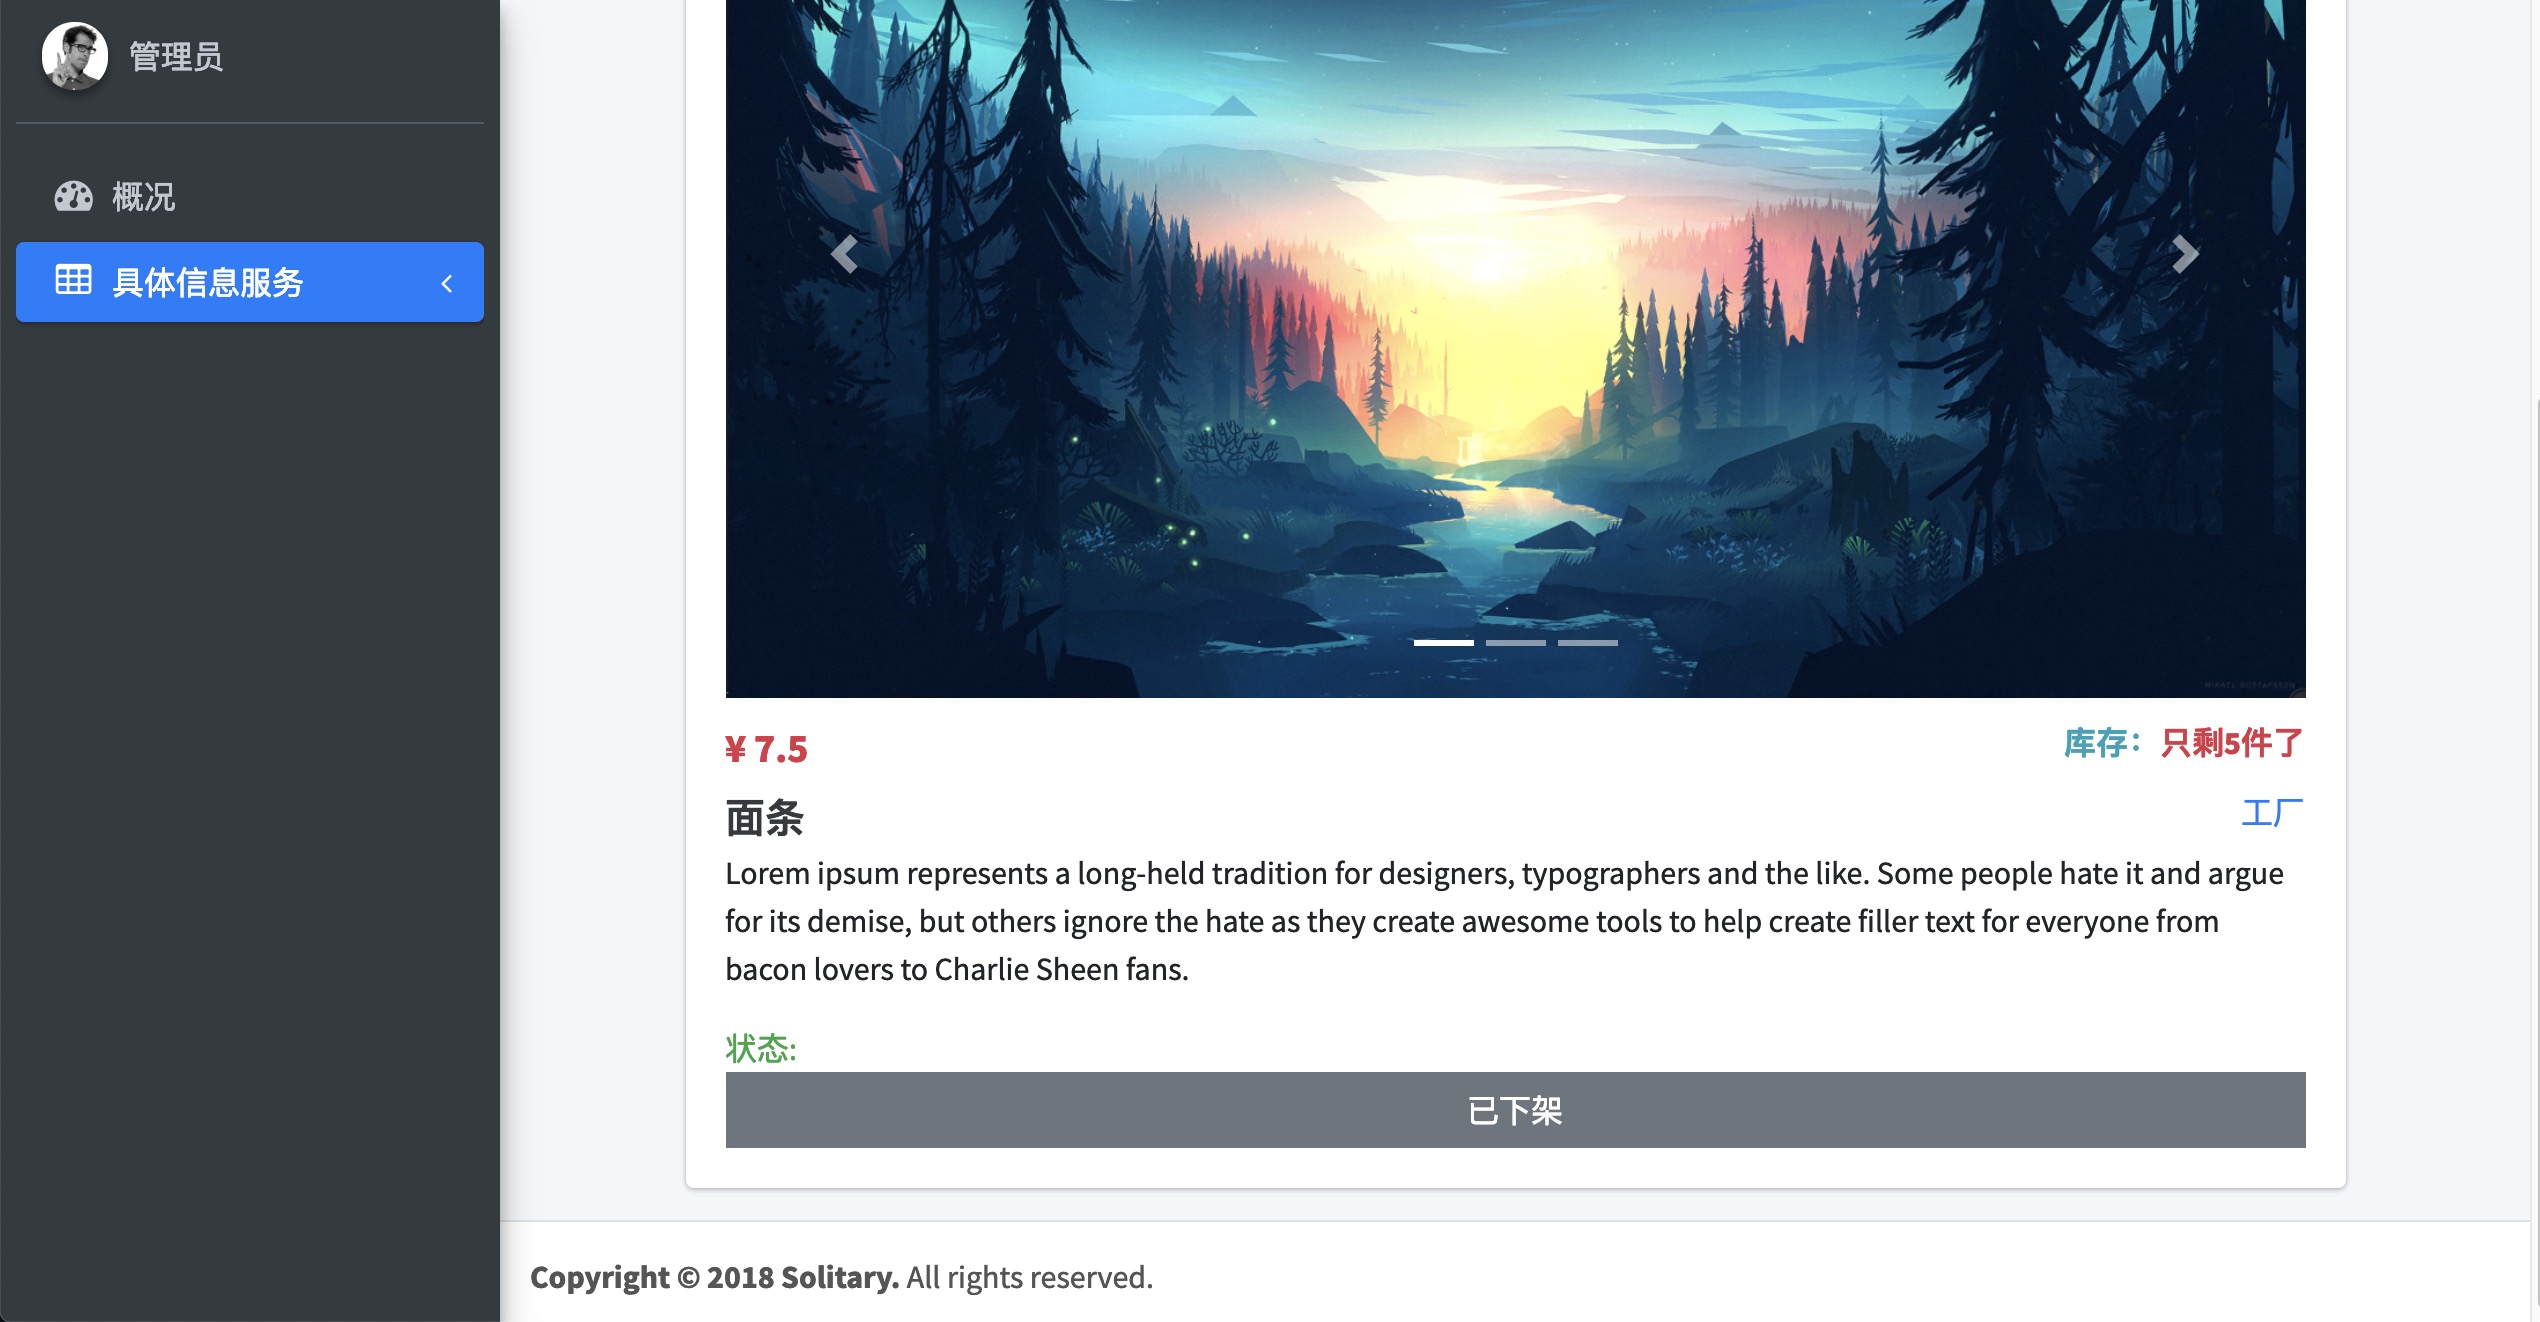 管理员
概况
具体信息服务
¥ 7.5
库存：只剩5件了
面条
工厂
Lorem ipsum represents a long-held tradition for designers, typographers and the like. Some people hate it and argue
for its demise, but others ignore the hate as they create awesome tools to help create filler text for everyone from
bacon lovers to Charlie Sheen fans.
状态:
已下架
Copyright © 2018 Solitary. All rights reserved.